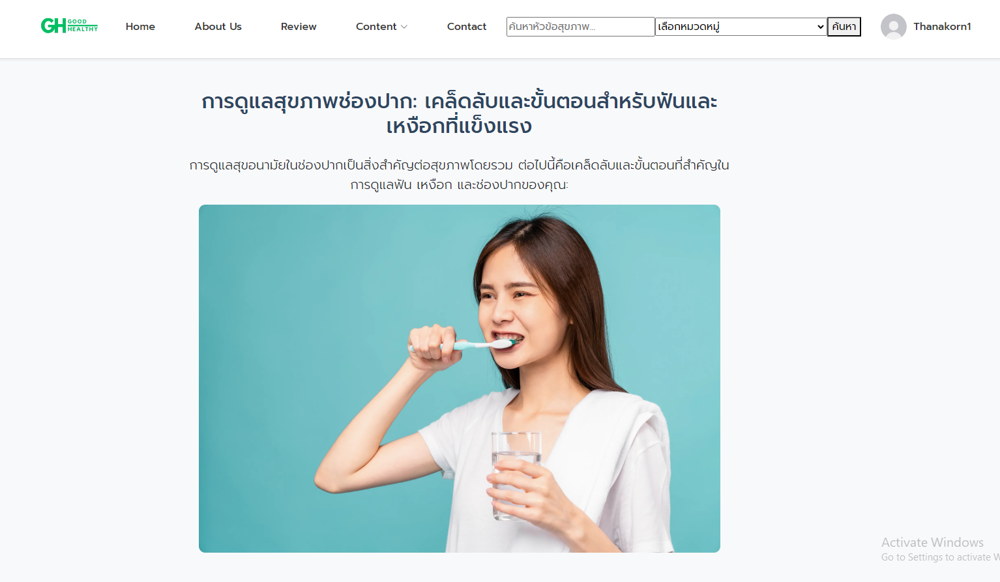 GH GOOD HEALTHY
Home
About Us
Review
Content
Contact
ค้นหาหัวข้อสุขภาพ...
เลือกหมวดหมู่
ค้นหา
Thanakorn1
การดูแลสุขภาพช่องปาก: เคล็ดลับและขั้นตอนสำหรับฟันและ
เหงือกที่แข็งแรง
การดูแลสุขอนามัยในช่องปากเป็นสิ่งสำคัญต่อสุขภาพโดยรวม ต่อไปนี้คือเคล็ดลับและขั้นตอนที่สำคัญใน
การดูแลฟัน เหงือก และช่องปากของคุณ:
Activate Windows
Go to Settings to activate W